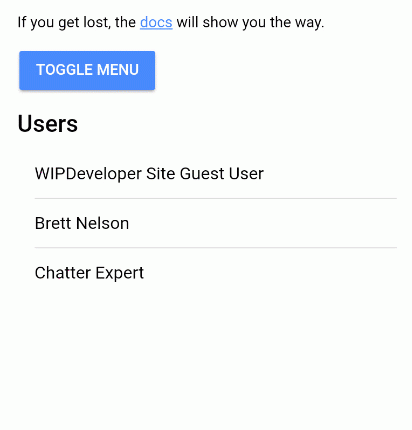 If you get lost, the docs will show you the way.
TOGGLE MENU
Users
WIPDeveloper Site Guest User
Brett Nelson
Chatter Expert